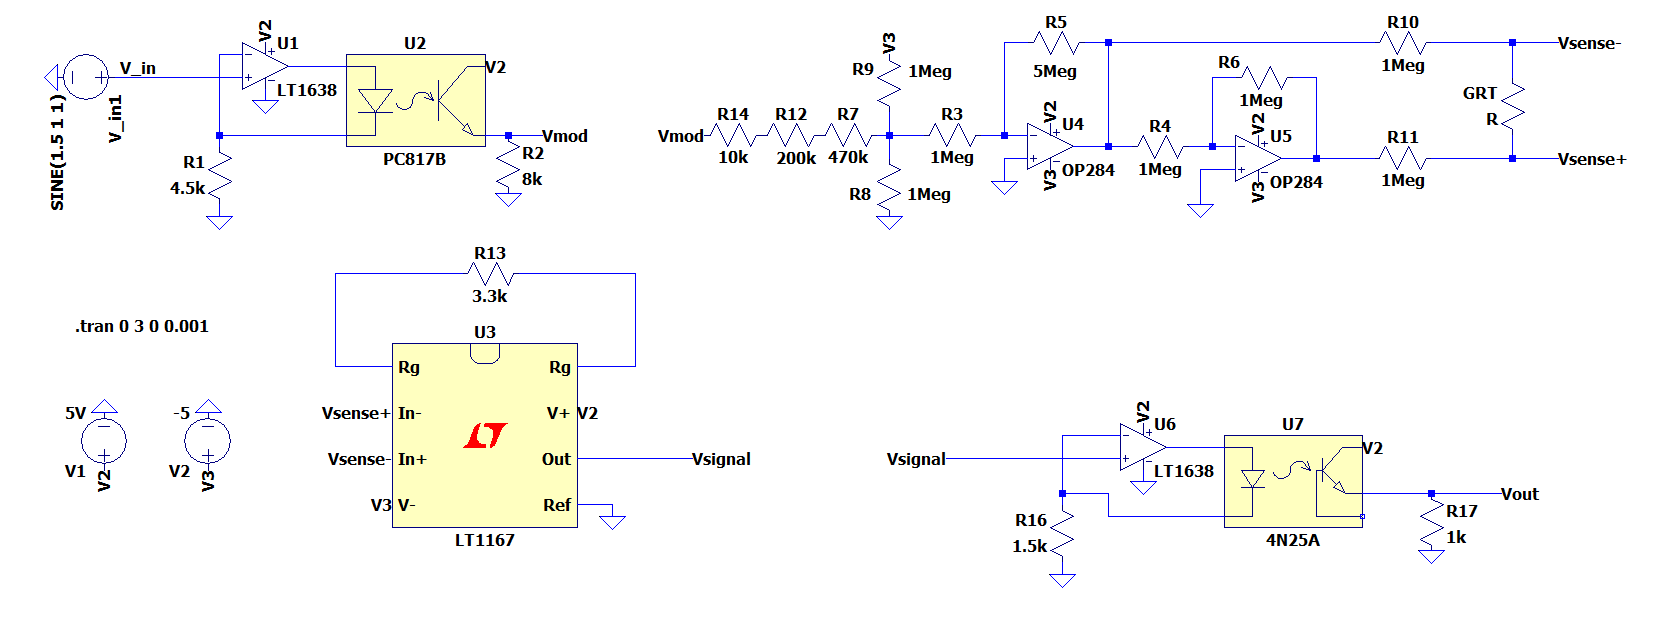 V2
U1
V_in
LT1638
SINE(1.5 1 1)
V_in1
R1
4.5k
U2
V2
PC817B
Vmod
R2
8k
Vmod
R14
10k
R12
200k
R7
470k
V3
R9
1Meg
R8
1Meg
R3
1Meg
R5
5Meg
V2
U4
V3
OP284
R4
1Meg
R6
1Meg
V2
U5
V3
OP284
R10
1Meg
R11
1Meg
Vsense-
GRT
R
Vsense+
R13
3.3k
.tran 0 3 0 0.001
U3
Rg
Rg
Vsense+
In-
V+
V2
Vsense-
In+
Out
Vsignal
V3
V-
Ref
LT1167
5V
V1
V2
-5
V2
V3
Vsignal
V2
U6
LT1638
R16
1.5k
U7
V2
4N25A
Vout
R17
1k